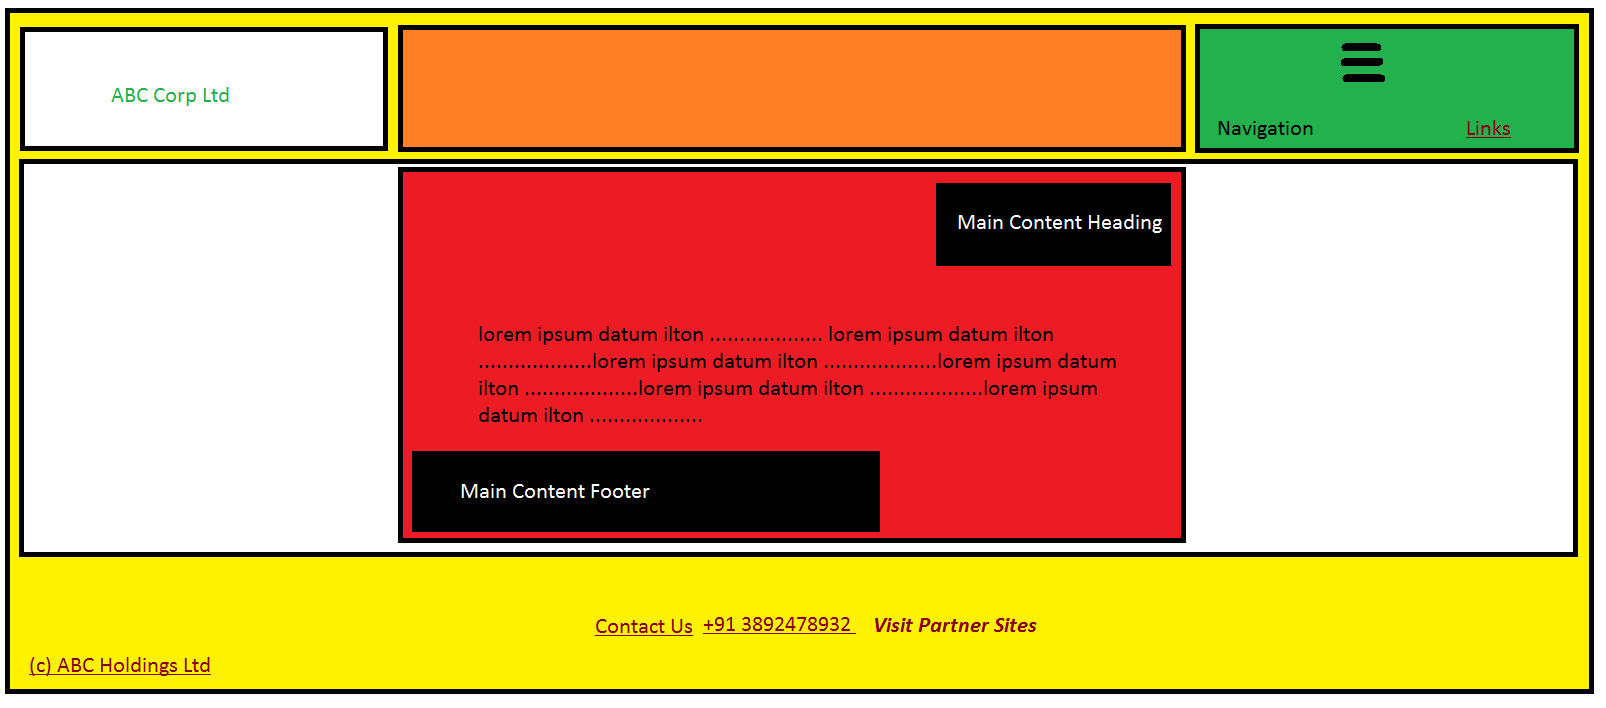 ABC Corp Ltd
Navigation
Links
Main Content Heading
lorem ipsum datum ilton ................... lorem ipsum datum ilton
...................lorem ipsum datum ilton ...................lorem ipsum datum
ilton ...................lorem ipsum datum ilton ...................lorem ipsum
datum ilton ...................
Main Content Footer
Contact Us +91 3892478932 Visit Partner Sites
(c) ABC Holdings Ltd